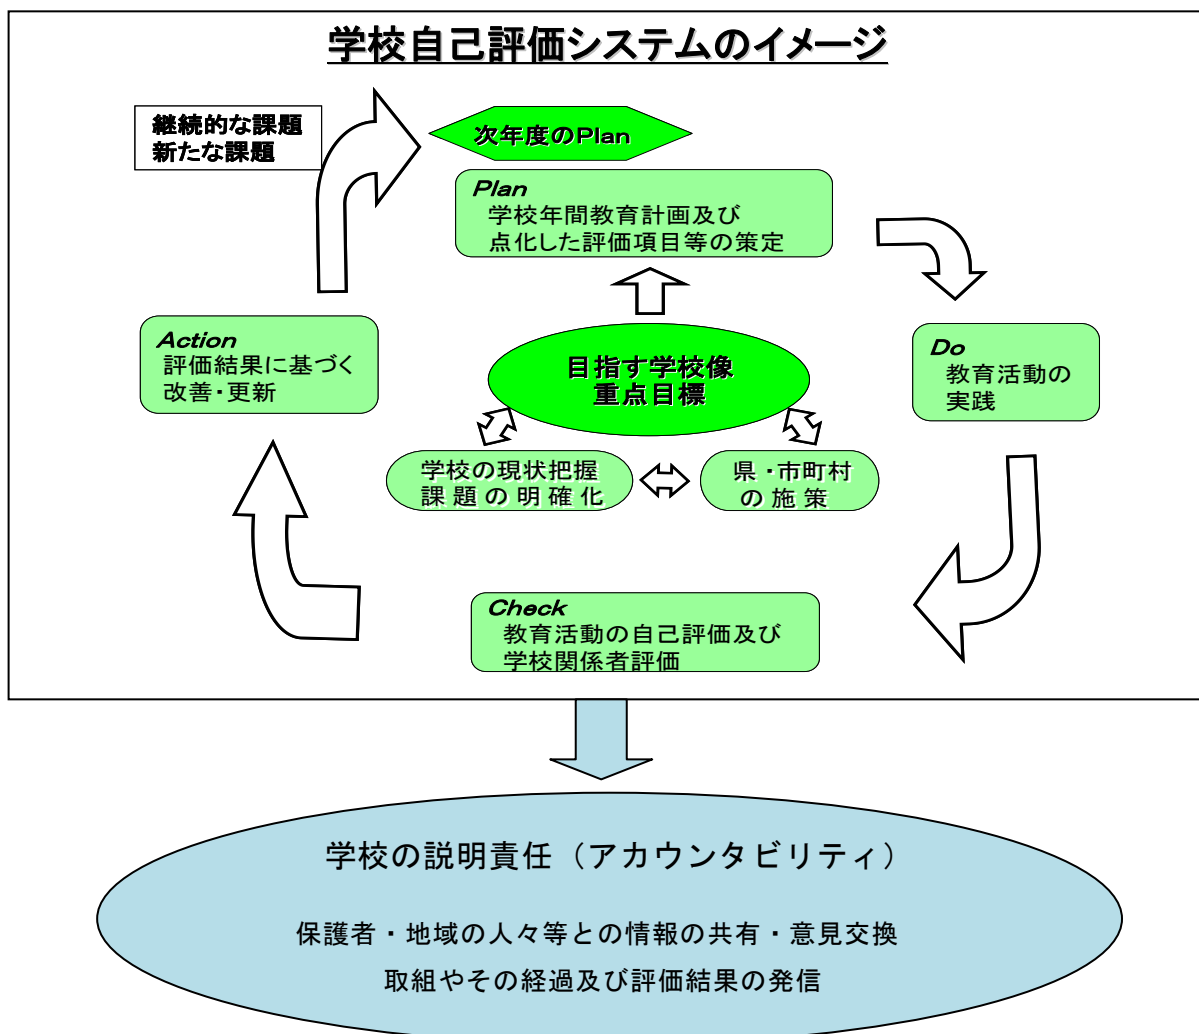 学校自己評価システムのイメージ
継続的な課題
新たな課題
次年度のPlan
Plan
学校年間教育計画及び
点化した評価項目等の策定
Action
評価結果に基づく
改善・更新
目指す学校像
重点目標
Do
教育活動の
実践
学校の現状把握
課題の明確化
県・市町村
の施策
Check
教育活動の自己評価及び
学校関係者評価
学校の説明責任（アカウンタビリティ）
保護者・地域の人々等との情報の共有・意見交換
取組やその経過及び評価結果の発信